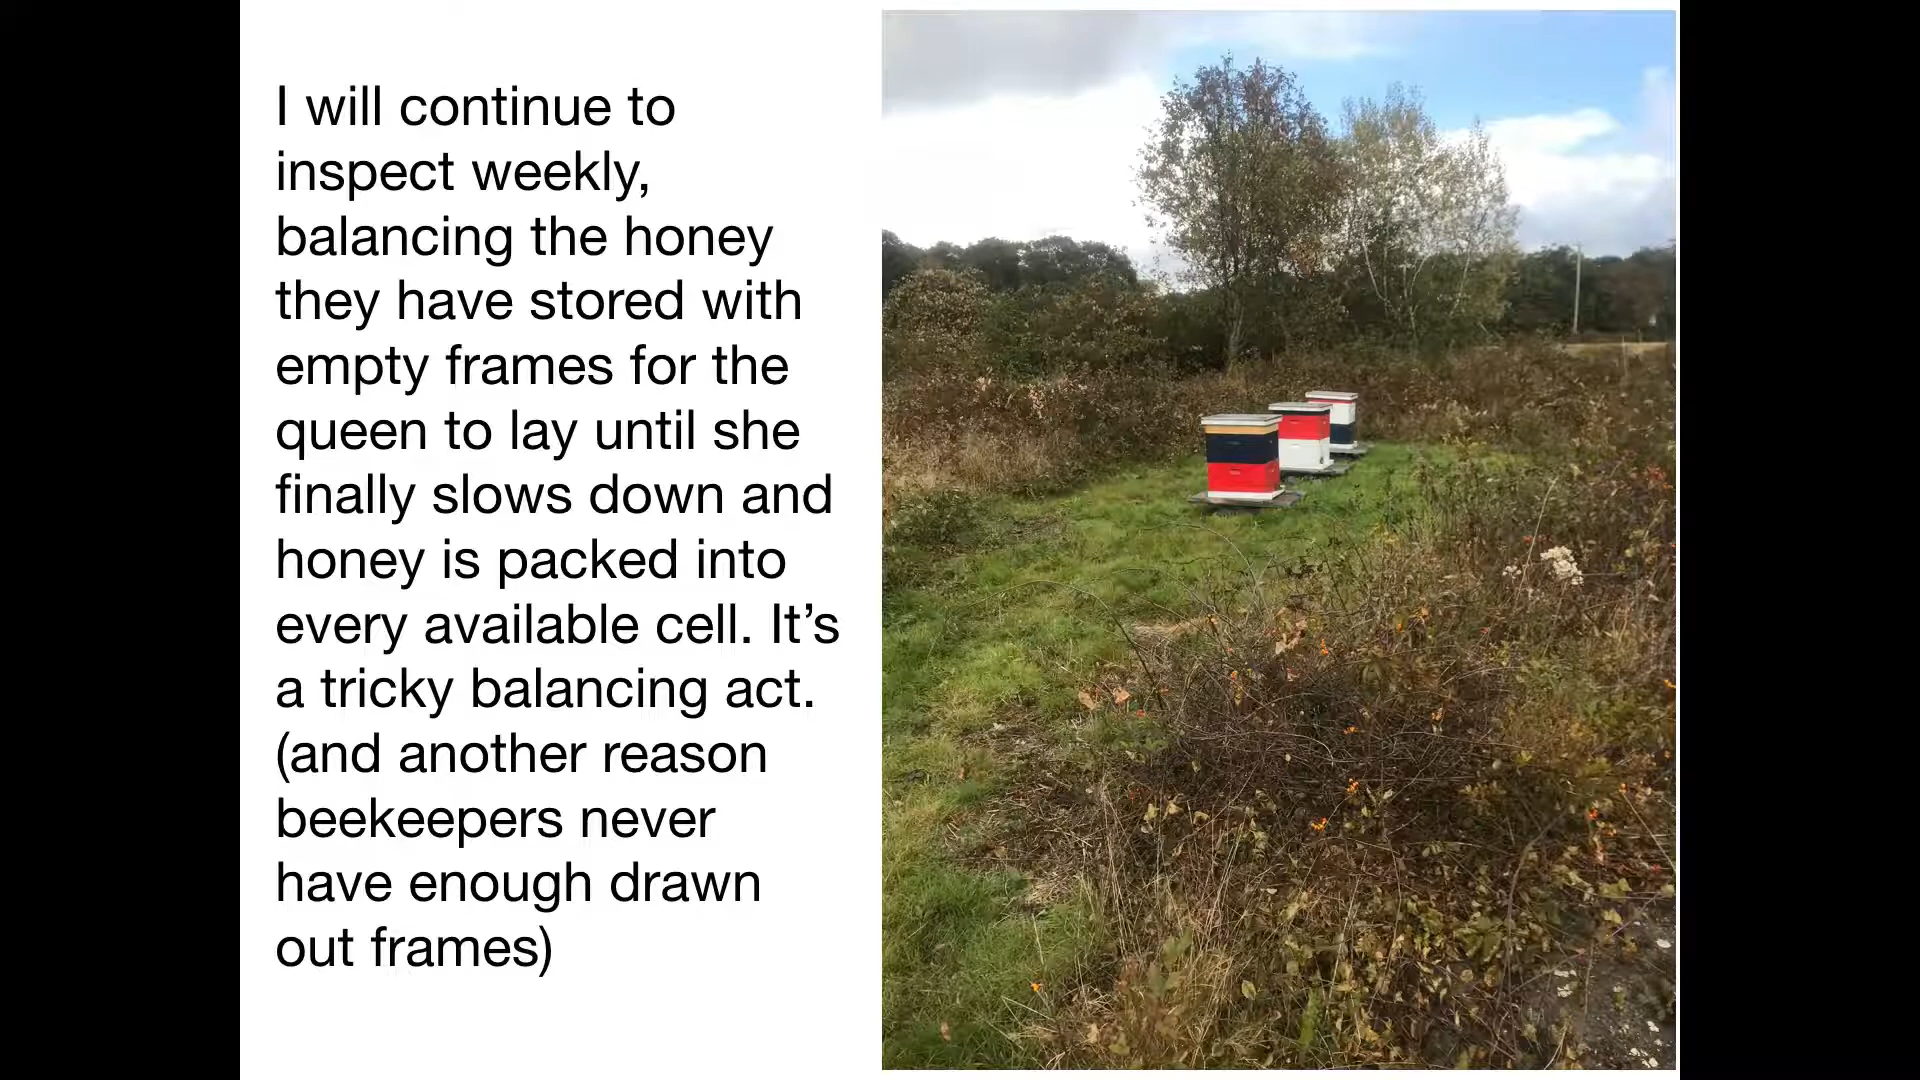 I will continue to
inspect weekly,
balancing the honey
they have stored with
empty frames for the
queen to lay until she
finally slows down and
honey is packed into
every available cell. It’s
a tricky balancing act.
(and another reason
beekeepers never
have enough drawn
out frames)